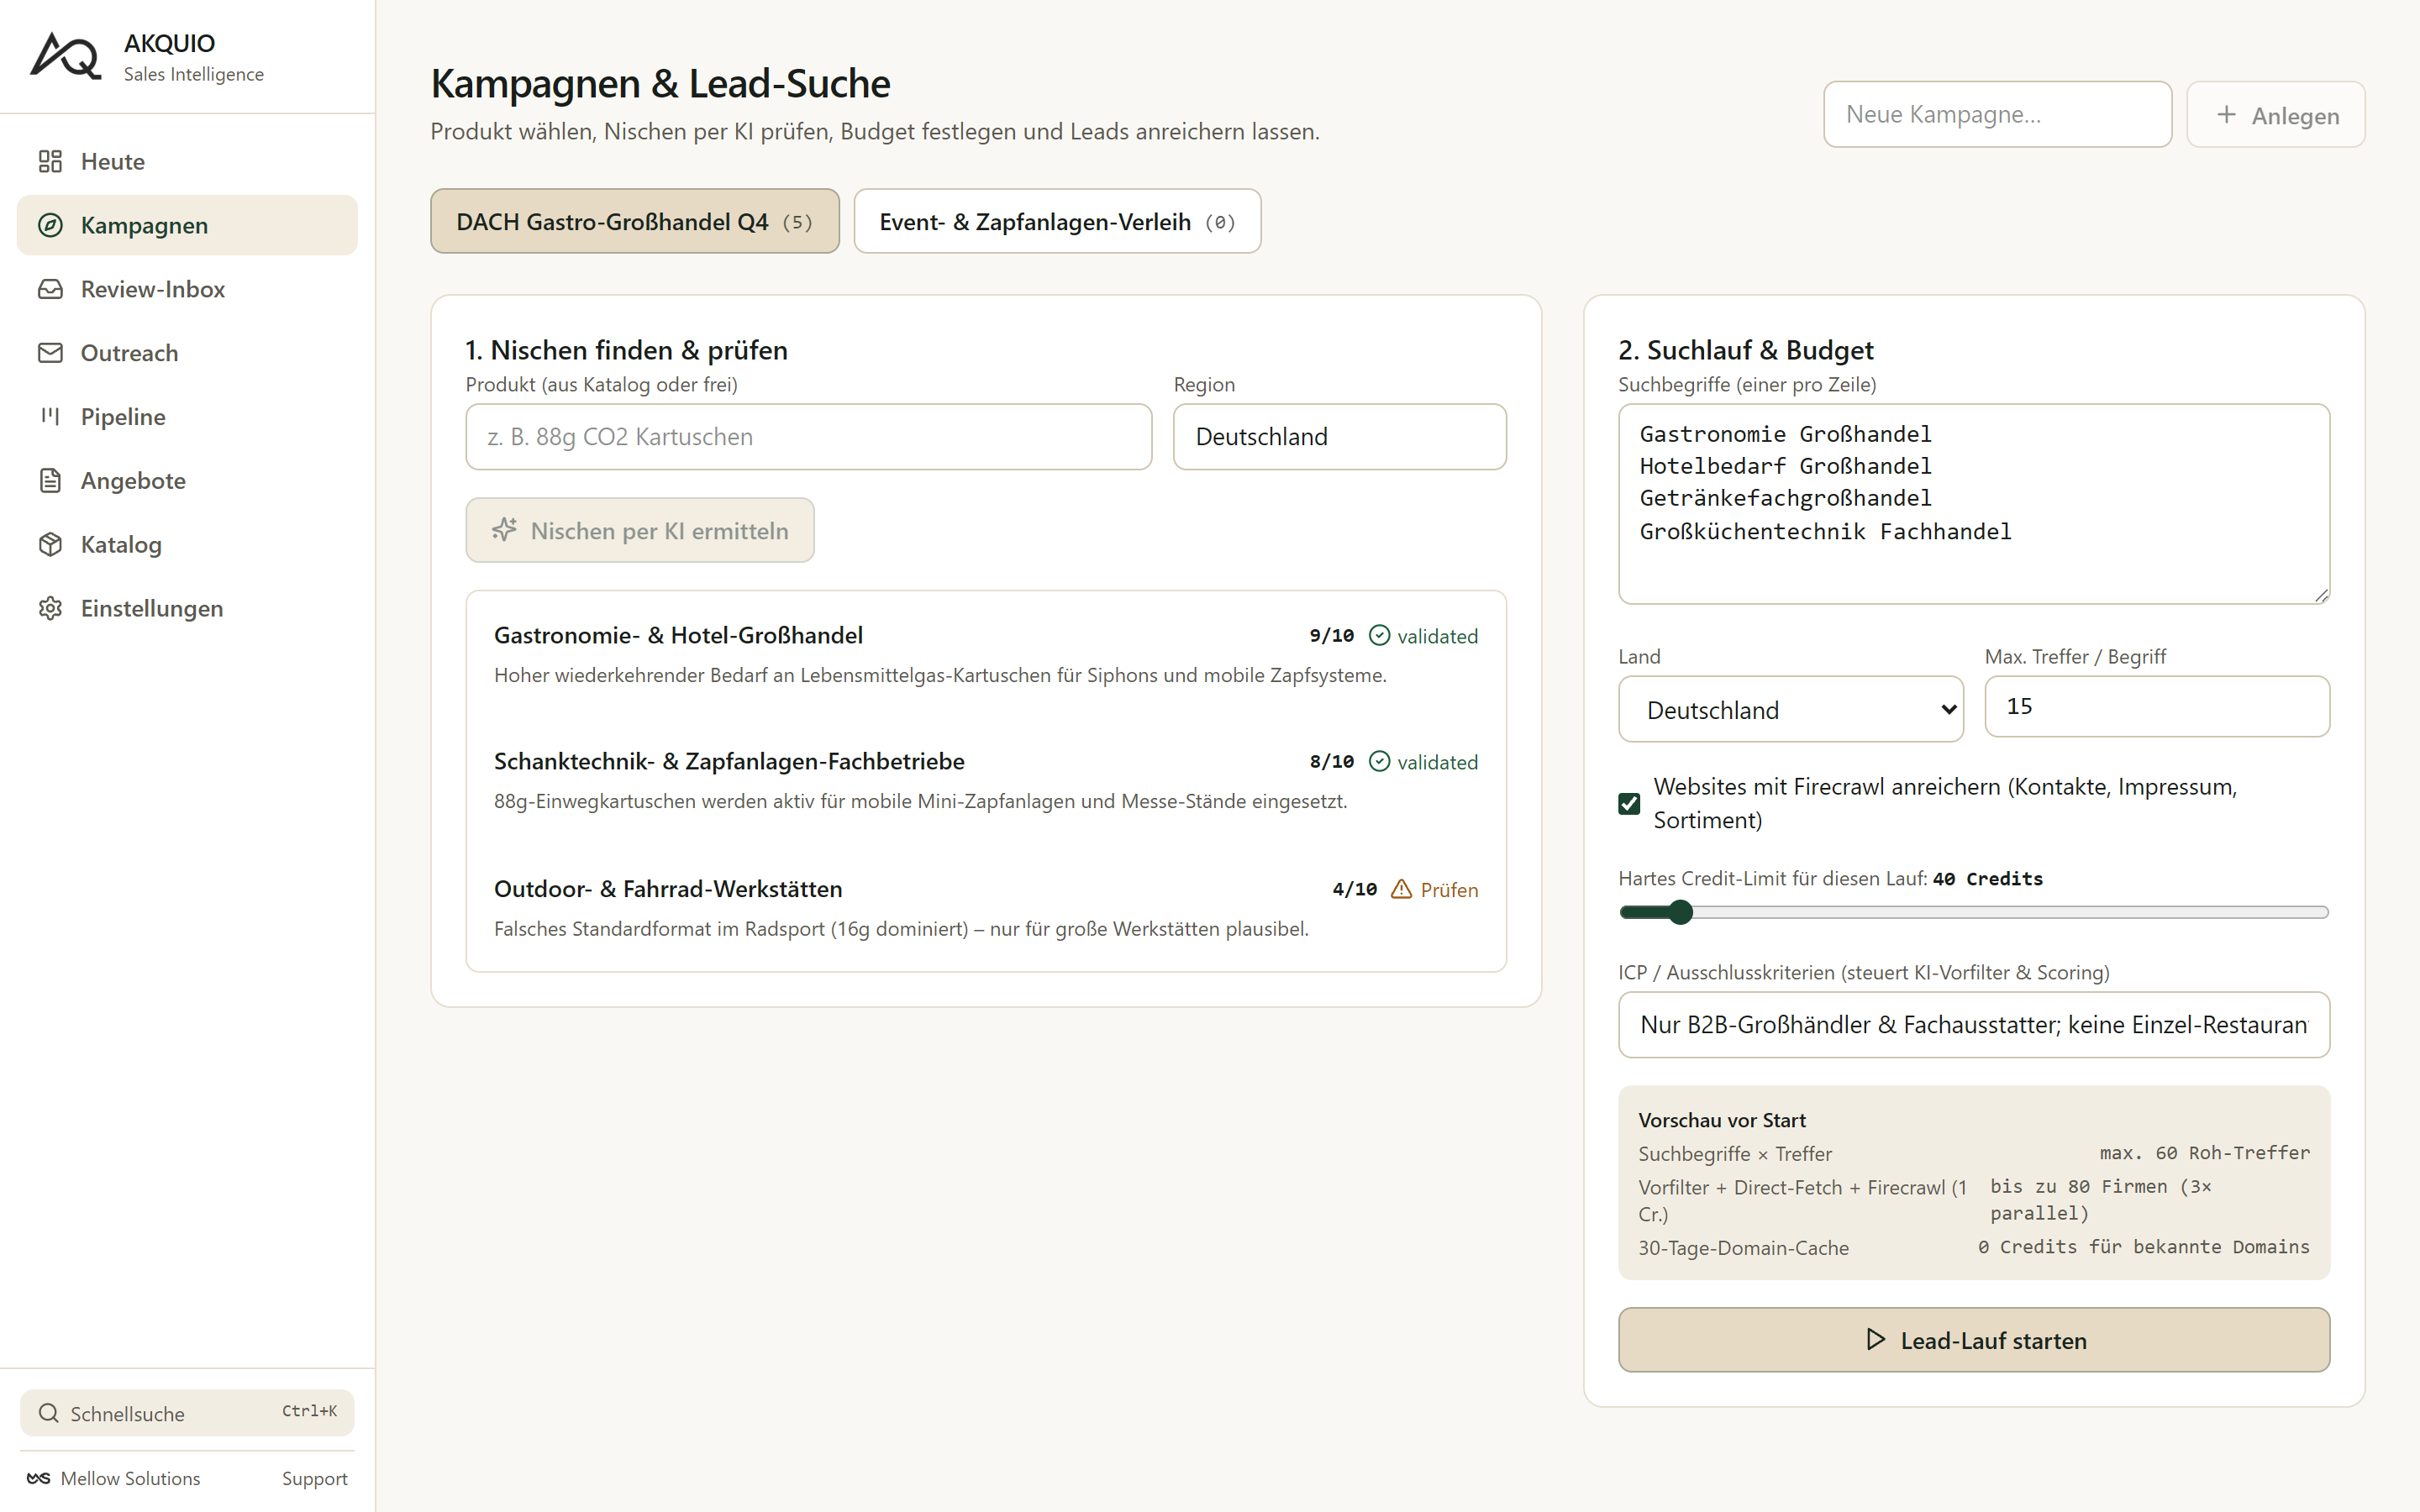 AKQUIO
Sales Intelligence
Heute
Kampagnen
Review-Inbox
Outreach
Pipeline
Angebote
Katalog
Einstellungen
Schnellsuche Ctrl+K
Mellow Solutions Support
Kampagnen & Lead-Suche
Produkt wählen, Nischen per KI prüfen, Budget festlegen und Leads anreichern lassen.
Neue Kampagne...
Anlegen
DACH Gastro-Großhandel Q4 (5)
Event- & Zapfanlagen-Verleih (0)
1. Nischen finden & prüfen
Produkt (aus Katalog oder frei) Region
z. B. 88g CO2 Kartuschen Deutschland
Nischen per KI ermitteln
Gastronomie- & Hotel-Großhandel 9/10 validated
Hoher wiederkehrender Bedarf an Lebensmittelgas-Kartuschen für Siphons und mobile Zapfsysteme.
Schanktechnik- & Zapfanlagen-Fachbetriebe 8/10 validated
88g-Einwegkartuschen werden aktiv für mobile Mini-Zapfanlagen und Messe-Stände eingesetzt.
Outdoor- & Fahrrad-Werkstätten 4/10 Prüfen
Falsches Standardformat im Radsport (16g dominiert) – nur für große Werkstätten plausibel.
2. Suchlauf & Budget
Suchbegriffe (einer pro Zeile)
Gastronomie Großhandel
Hotelbedarf Großhandel
Getränkefachgroßhandel
Großküchentechnik Fachhandel
Land Max. Treffer / Begriff
Deutschland 15
Websites mit Firecrawl anreichern (Kontakte, Impressum,
Sortiment)
Hartes Credit-Limit für diesen Lauf: 40 Credits
ICP / Ausschlusskriterien (steuert KI-Vorfilter & Scoring)
Nur B2B-Großhändler & Fachausstatter; keine Einzel-Restauran
Vorschau vor Start
Suchbegriffe × Treffer max. 60 Roh-Treffer
Vorfilter + Direct-Fetch + Firecrawl (1 bis zu 80 Firmen (3×
Cr.) parallel)
30-Tage-Domain-Cache 0 Credits für bekannte Domains
Lead-Lauf starten